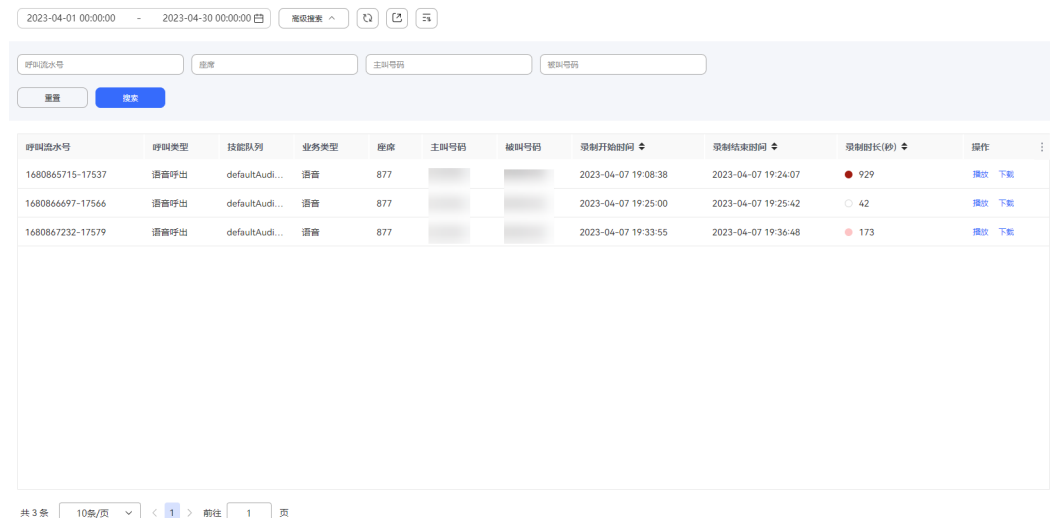 2023-04-01 00:00:00 - 2023-04-30 00:00:00 高级搜索
呼叫流水号 座席 主叫号码 被叫号码
重置 搜索
呼叫流水号 呼叫类型 技能队列 业务类型 座席 主叫号码 被叫号码 录制开始时间 录制结束时间 录制时长(秒) 操作
1680865715-17537 语音呼出 defaultAudi... 语音 877 2023-04-07 19:08:38 2023-04-07 19:24:07 929 播放 下载
1680866697-17566 语音呼出 defaultAudi... 语音 877 2023-04-07 19:25:00 2023-04-07 19:25:42 42 播放 下载
1680867232-17579 语音呼出 defaultAudi... 语音 877 2023-04-07 19:33:55 2023-04-07 19:36:48 173 播放 下载
共 3 条 10条/页 < 1 > 前往 1 页